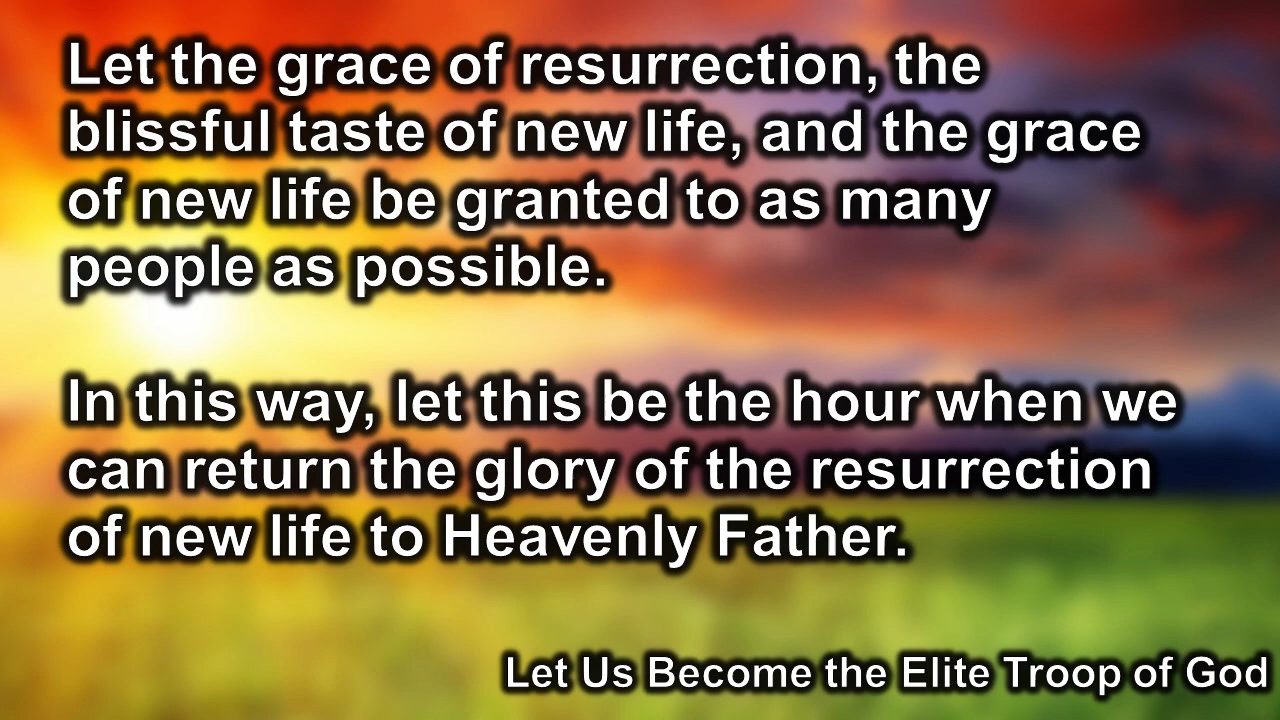 Let the grace of resurrection, the
blissful taste of new life, and the grace
of new life be granted to as many
people as possible.
In this way, let this be the hour when we
can return the glory of the resurrection
of new life to Heavenly Father.
Let Us Become the Elite Troop of God